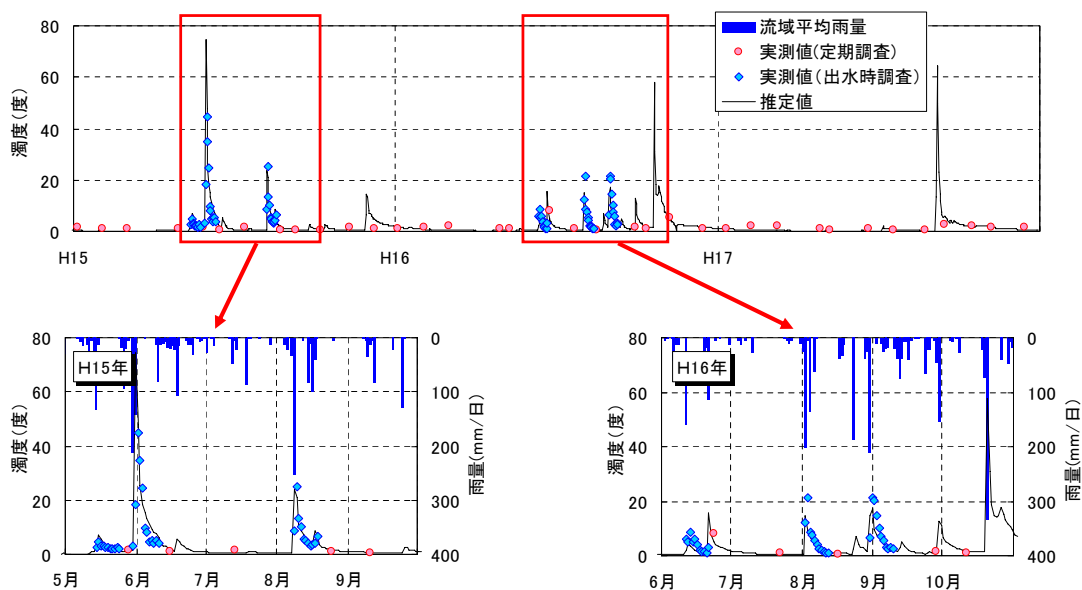 80
60
40
20
0
濁度(度)
H15
H16
H17
流域平均雨量
実測値(定期調査)
実測値(出水時調査)
推定値
H15年
80
60
40
20
0
濁度(度)
0
100
200
300
400
雨量(mm/日)
5月
6月
7月
8月
9月
H16年
80
60
40
20
0
濁度(度)
0
100
200
300
400
雨量(mm/日)
6月
7月
8月
9月
10月